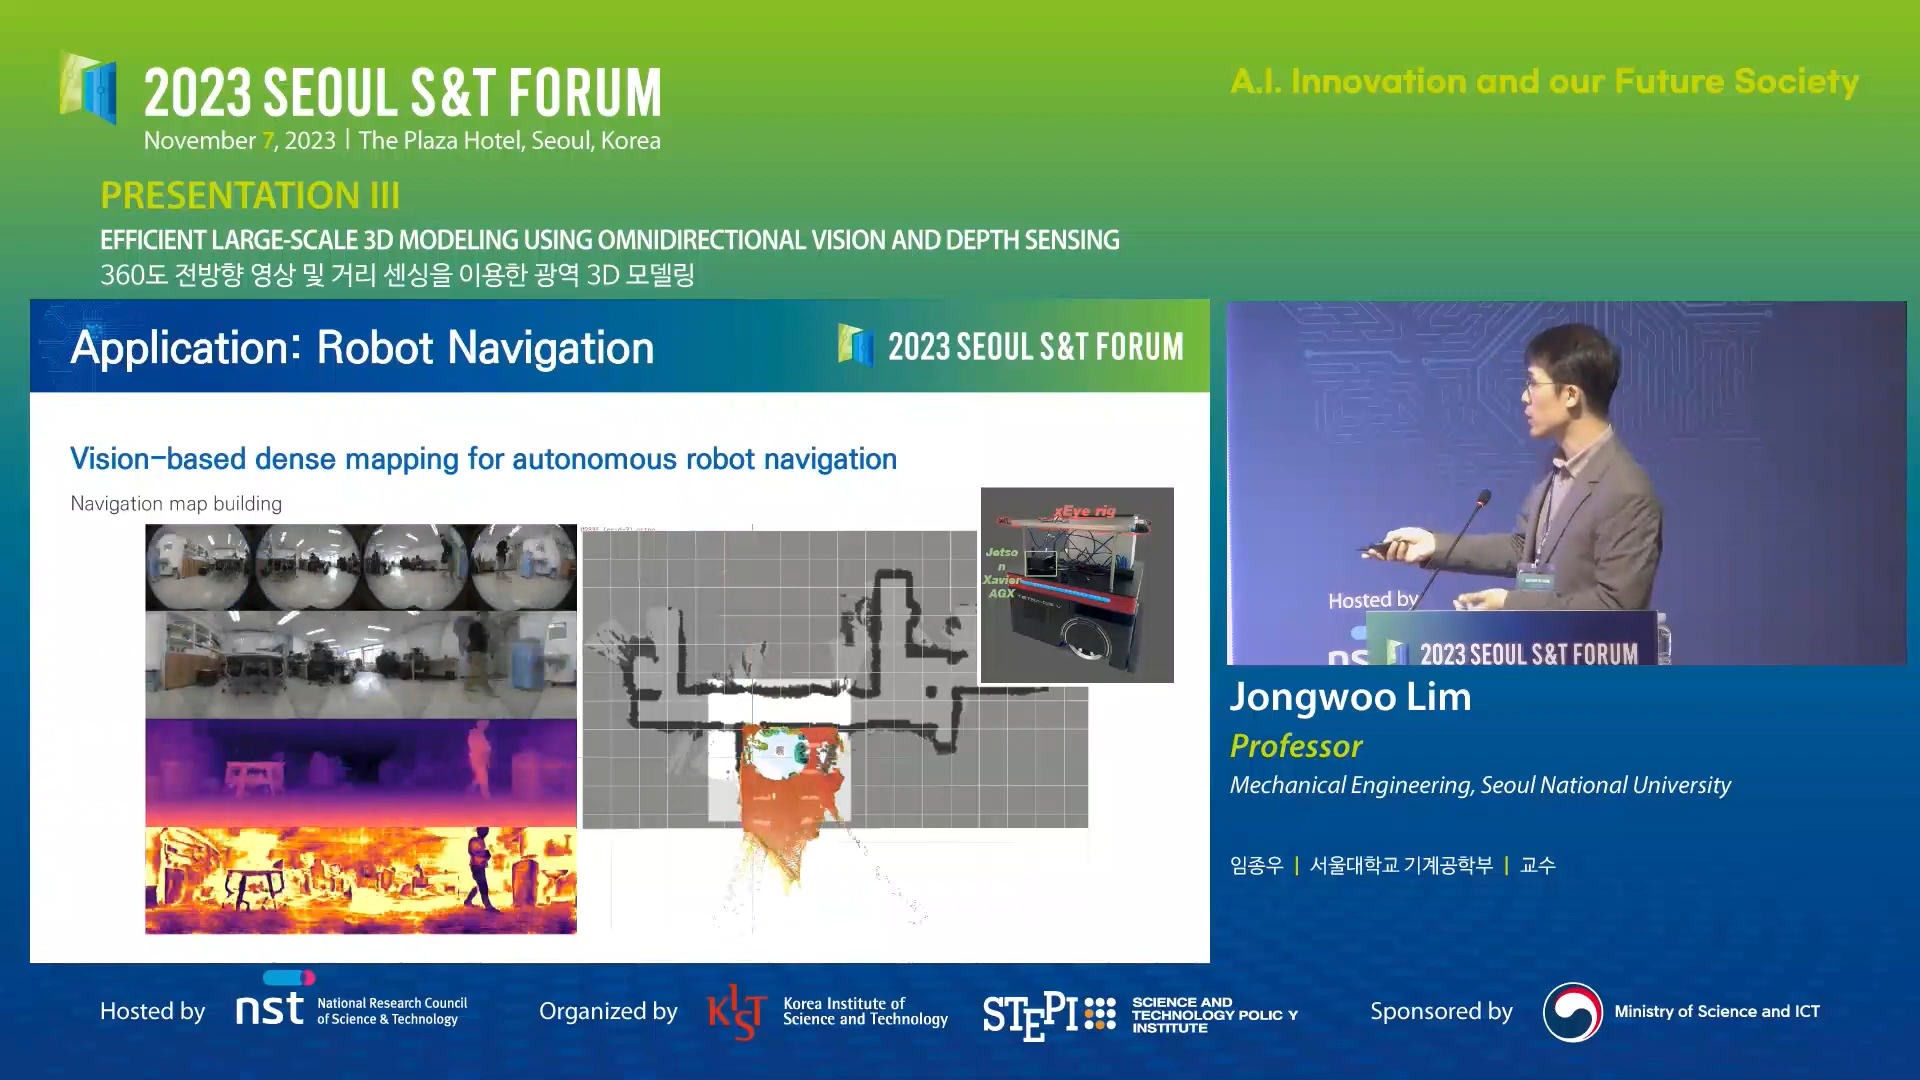 2023 SEOUL S&T FORUM
November 7, 2023 | The Plaza Hotel, Seoul, Korea
A.I. Innovation and our Future Society
PRESENTATION III
EFFICIENT LARGE-SCALE 3D MODELING USING OMNIDIRECTIONAL VISION AND DEPTH SENSING
360도 전방향 영상 및 거리 센싱을 이용한 광역 3D 모델링
Application: Robot Navigation
2023 SEOUL S&T FORUM
Vision-based dense mapping for autonomous robot navigation
Navigation map building
xEye rig
Jetso
n
Xavier
AGX
Hosted by
ns
2023 SEOUL S&T FORUM
Jongwoo Lim
Professor
Mechanical Engineering, Seoul National University
임종우 | 서울대학교 기계공학부 | 교수
Hosted by
nst
National Research Council
of Science & Technology
Organized by
KIST
Korea Institute of
Science and Technology
STEPI
SCIENCE AND
TECHNOLOGY POLIC Y
INSTITUTE
Sponsored by
Ministry of Science and ICT